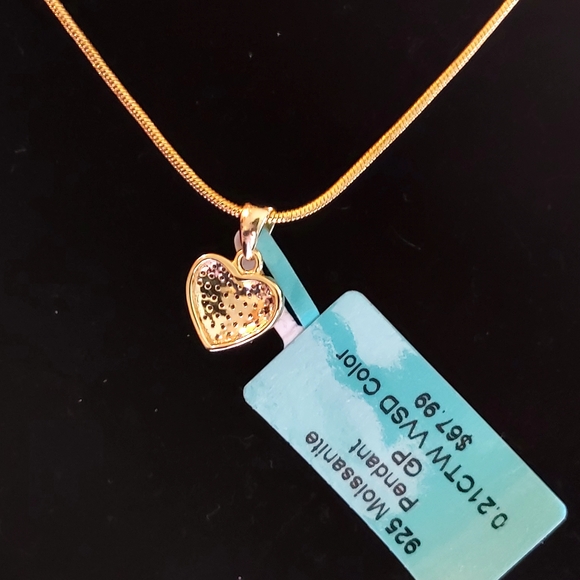 925 Moissanite
Pendant
GP
0.21CTW VVSD Color
$67.99